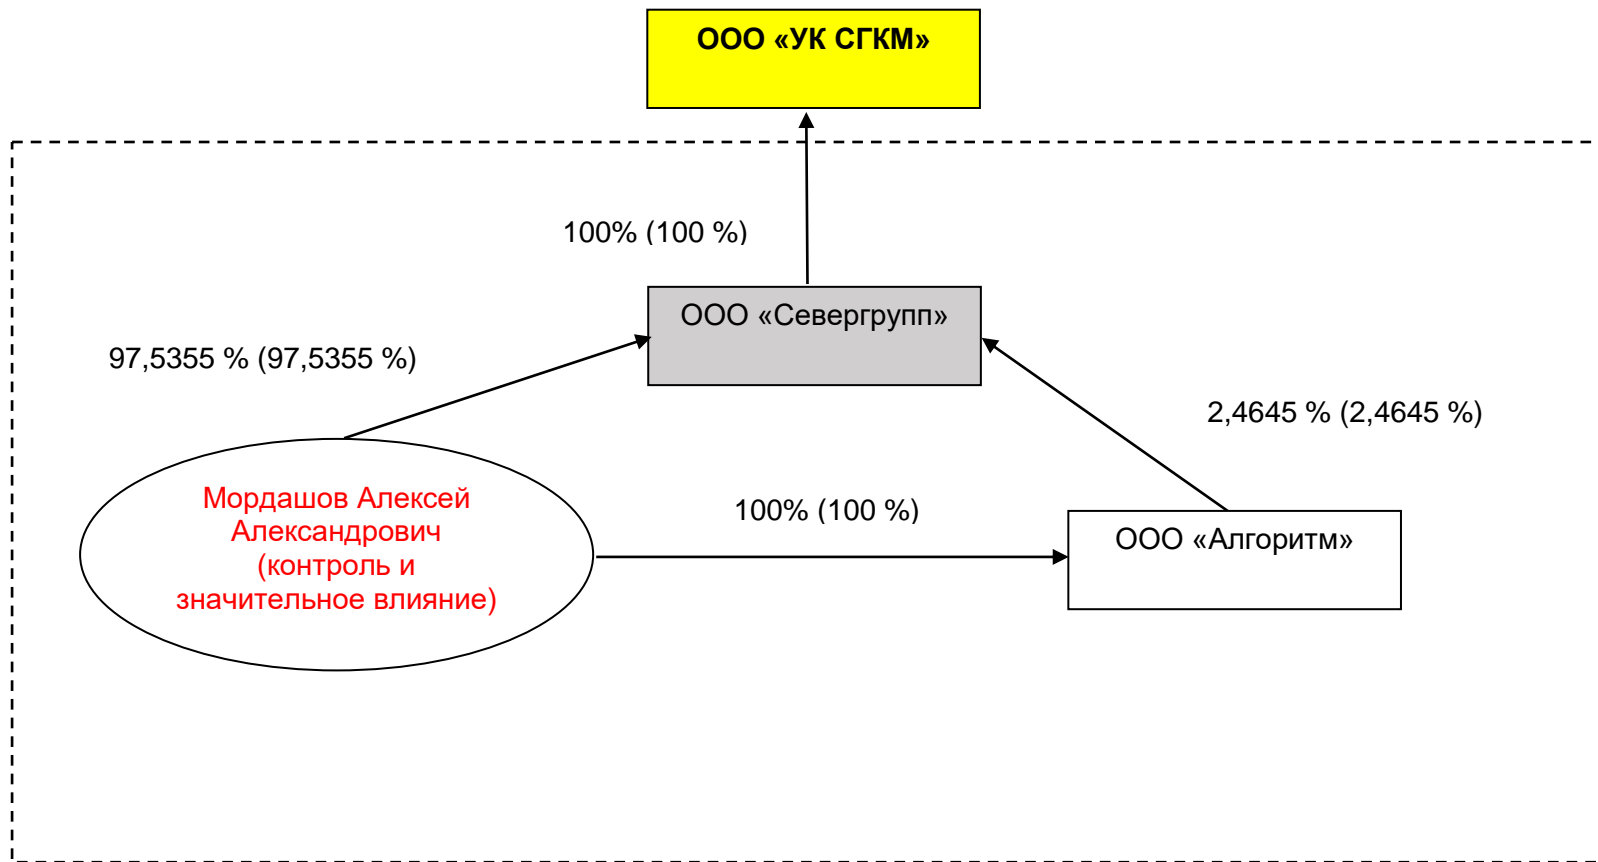 ООО «УК СГКМ»
100% (100 %)
ООО «Севергрупп»
97,5355 % (97,5355 %)
2,4645 % (2,4645 %)
Мордашов Алексей
Александрович
(контроль и
значительное влияние)
100% (100 %)
ООО «Алгоритм»